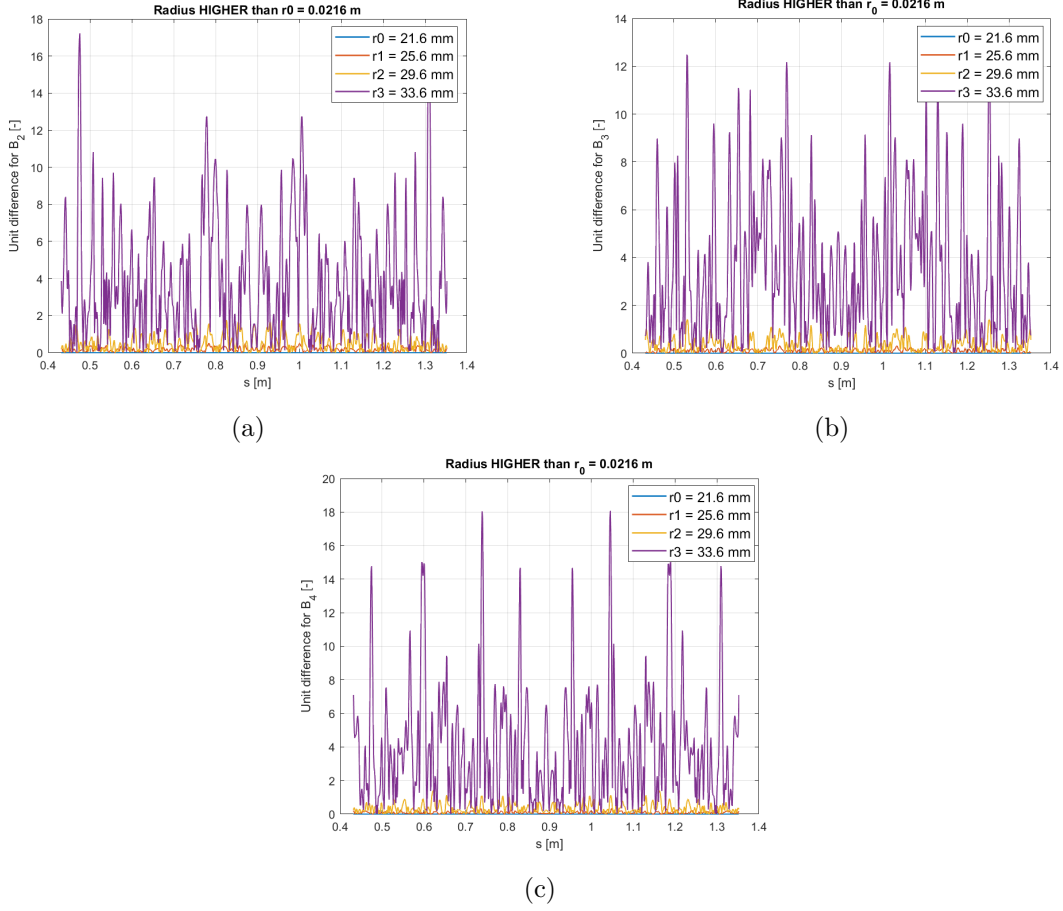 Radius HIGHER than r0 = 0.0216 m
Unit difference for B_2 [-]
18
16
14
12
10
8
6
4
2
0
r0 = 21.6 mm
r1 = 25.6 mm
r2 = 29.6 mm
r3 = 33.6 mm
0.4 0.5 0.6 0.7 0.8 0.9 1 1.1 1.2 1.3 1.4
s [m]
(a)
Radius HIGHER than r_0 = 0.0216 m
Unit difference for B_3 [-]
14
12
10
8
6
4
2
0
r0 = 21.6 mm
r1 = 25.6 mm
r2 = 29.6 mm
r3 = 33.6 mm
0.4 0.5 0.6 0.7 0.8 0.9 1 1.1 1.2 1.3 1.4
s [m]
(b)
Radius HIGHER than r_0 = 0.0216 m
Unit difference for B_4 [-]
20
18
16
14
12
10
8
6
4
2
0
r0 = 21.6 mm
r1 = 25.6 mm
r2 = 29.6 mm
r3 = 33.6 mm
0.4 0.5 0.6 0.7 0.8 0.9 1 1.1 1.2 1.3 1.4
s [m]
(c)